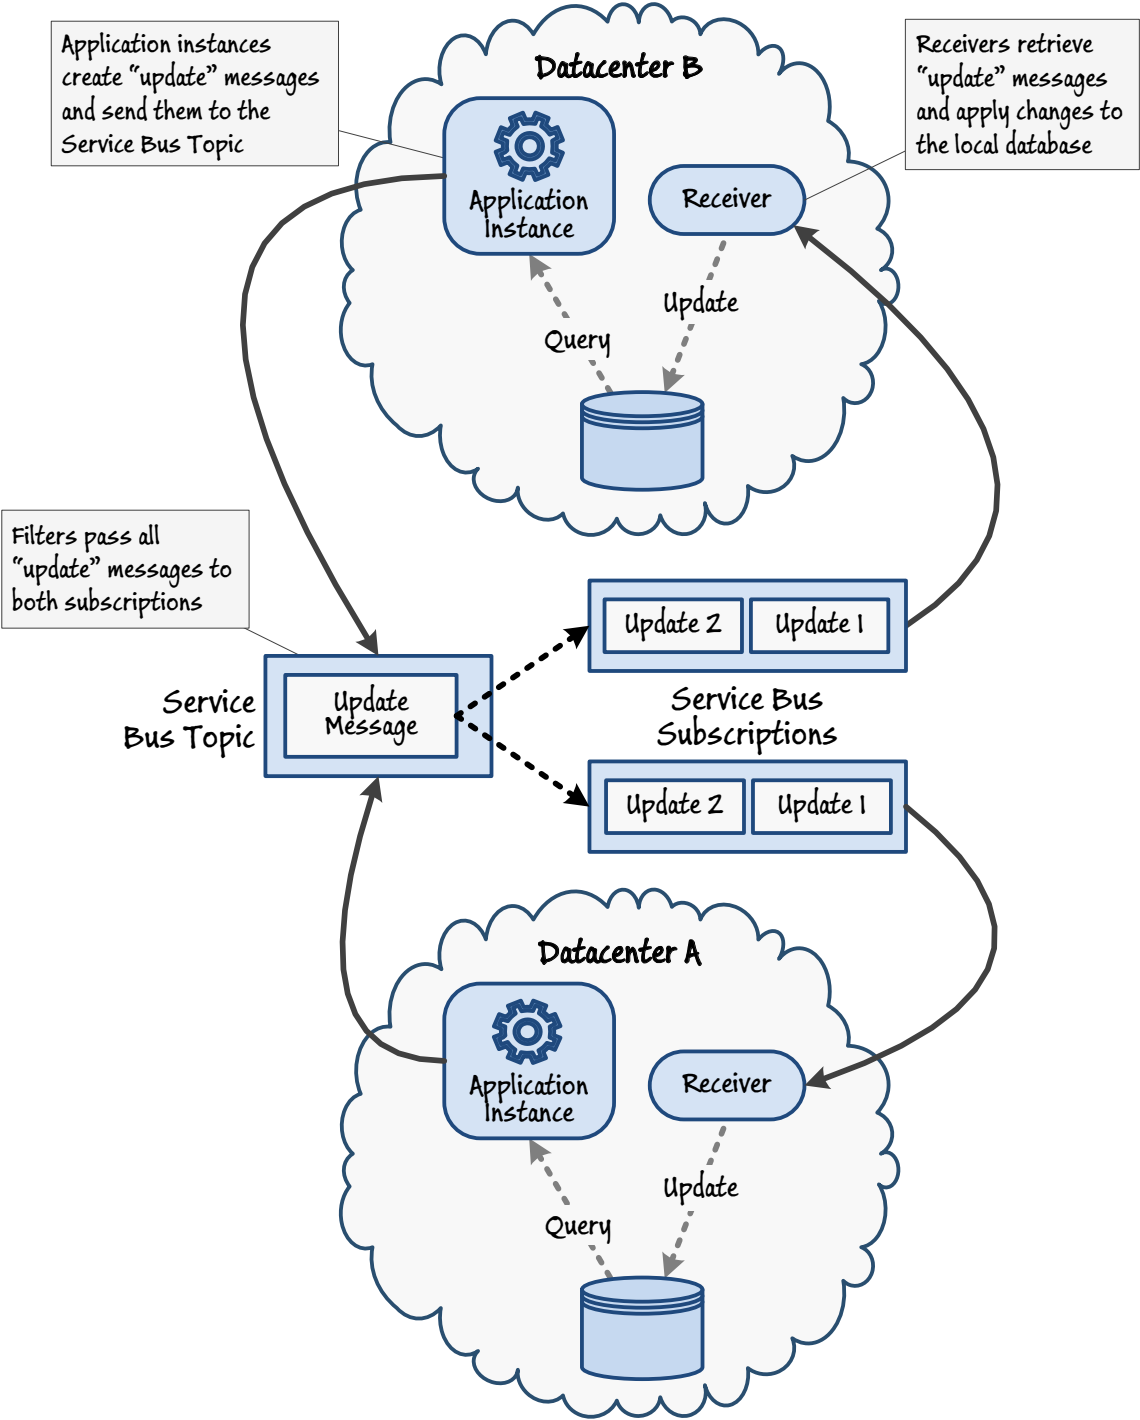 Application instances
create “update” messages
and send them to the
Service Bus Topic
Datacenter B
Receivers retrieve
“update” messages
and apply changes to
the local database
Application
Instance
Receiver
Update
Query
Filters pass all
“update” messages to
both subscriptions
Update 2
Update 1
Service
Bus Topic
Update
Message
Service Bus
Subscriptions
Update 2
Update 1
Datacenter A
Application
Instance
Receiver
Update
Query